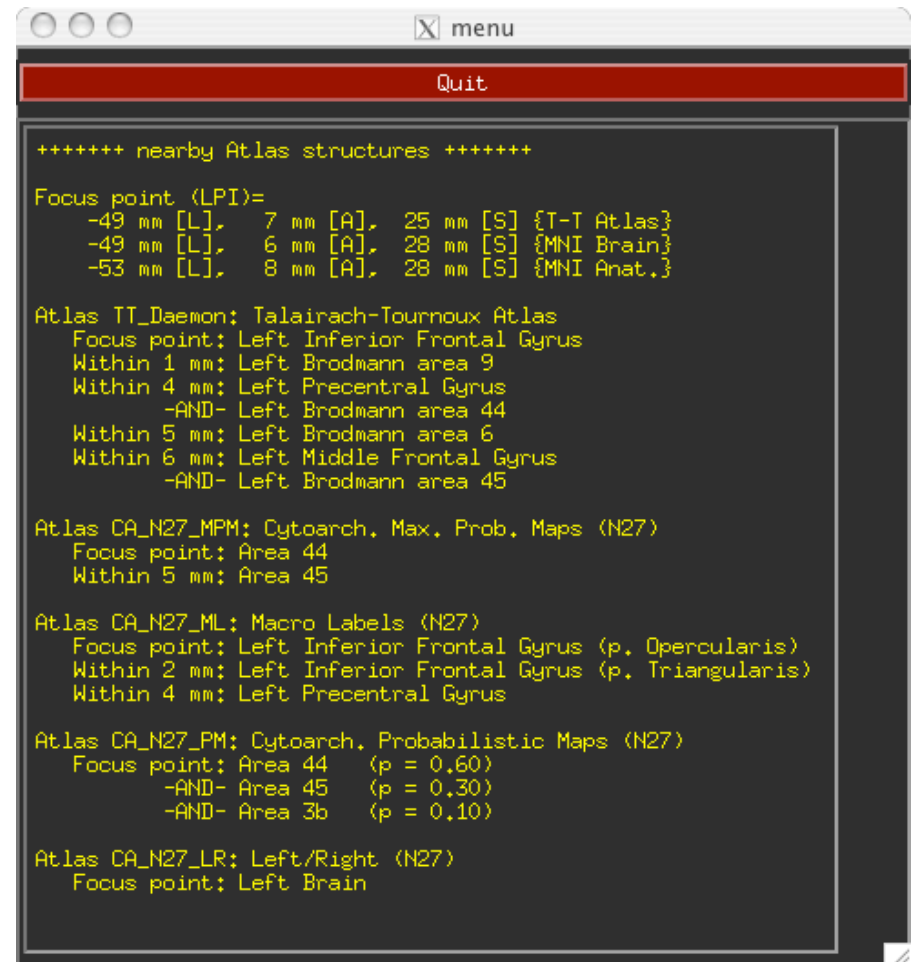 menu
Quit
+++++++ nearby Atlas structures +++++++
Focus point (LPI)=
-49 mm [L],   7 mm [A],  25 mm [S] {T-T Atlas}
-49 mm [L],   6 mm [A],  28 mm [S] {MNI Brain}
-53 mm [L],   8 mm [A],  28 mm [S] {MNI Anat.}
Atlas TT_Daemon: Talairach-Tournoux Atlas
Focus point: Left Inferior Frontal Gyrus
Within 1 mm: Left Brodmann area 9
Within 4 mm: Left Precentral Gyrus
-AND- Left Brodmann area 44
Within 5 mm: Left Brodmann area 6
Within 6 mm: Left Middle Frontal Gyrus
-AND- Left Brodmann area 45
Atlas CA_N27_MPM: Cytoarch. Max. Prob. Maps (N27)
Focus point: Area 44
Within 5 mm: Area 45
Atlas CA_N27_ML: Macro Labels (N27)
Focus point: Left Inferior Frontal Gyrus (p. Opercularis)
Within 2 mm: Left Inferior Frontal Gyrus (p. Triangularis)
Within 4 mm: Left Precentral Gyrus
Atlas CA_N27_PM: Cytoarch. Probabilistic Maps (N27)
Focus point: Area 44   (p = 0.60)
-AND- Area 45   (p = 0.30)
-AND- Area 3b   (p = 0.10)
Atlas CA_N27_LR: Left/Right (N27)
Focus point: Left Brain